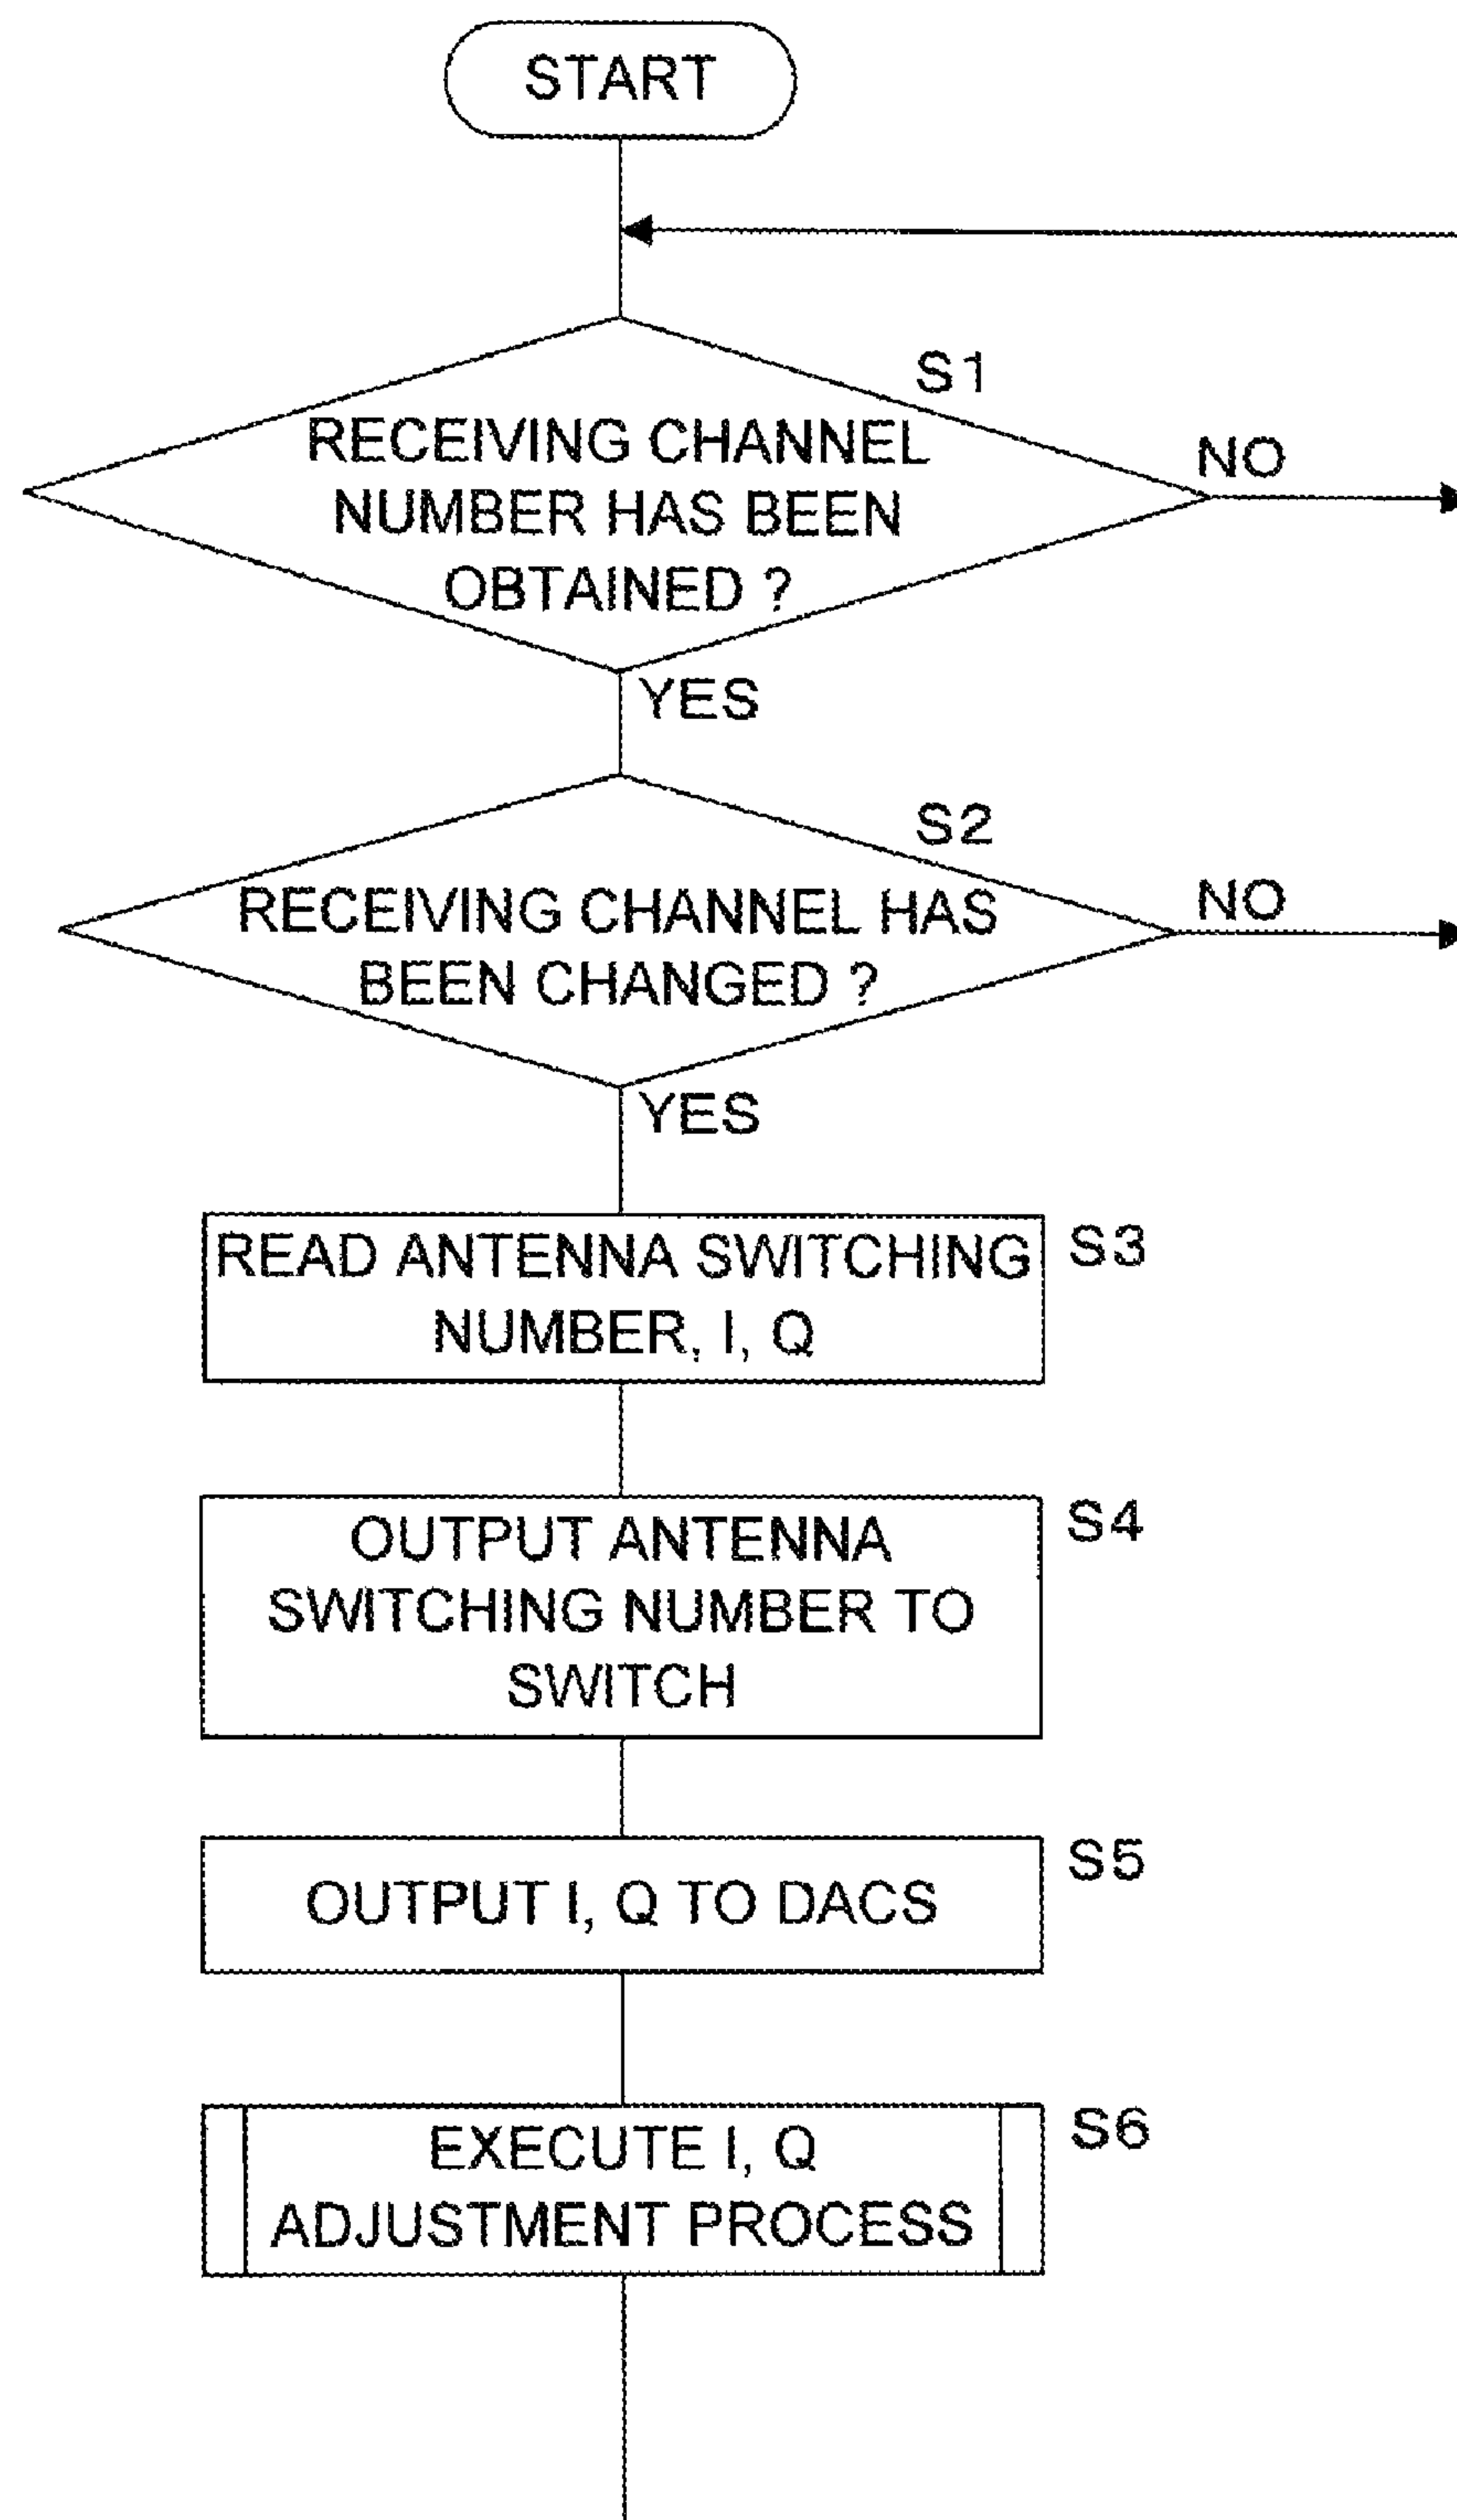 START
S1
RECEIVING CHANNEL
NUMBER HAS BEEN
OBTAINED ?
NO
YES
S2
RECEIVING CHANNEL HAS
BEEN CHANGED ?
NO
YES
READ ANTENNA SWITCHING
NUMBER, I, Q
S3
OUTPUT ANTENNA
SWITCHING NUMBER TO
SWITCH
S4
OUTPUT I, Q TO DACS
S5
EXECUTE I, Q
ADJUSTMENT PROCESS
S6